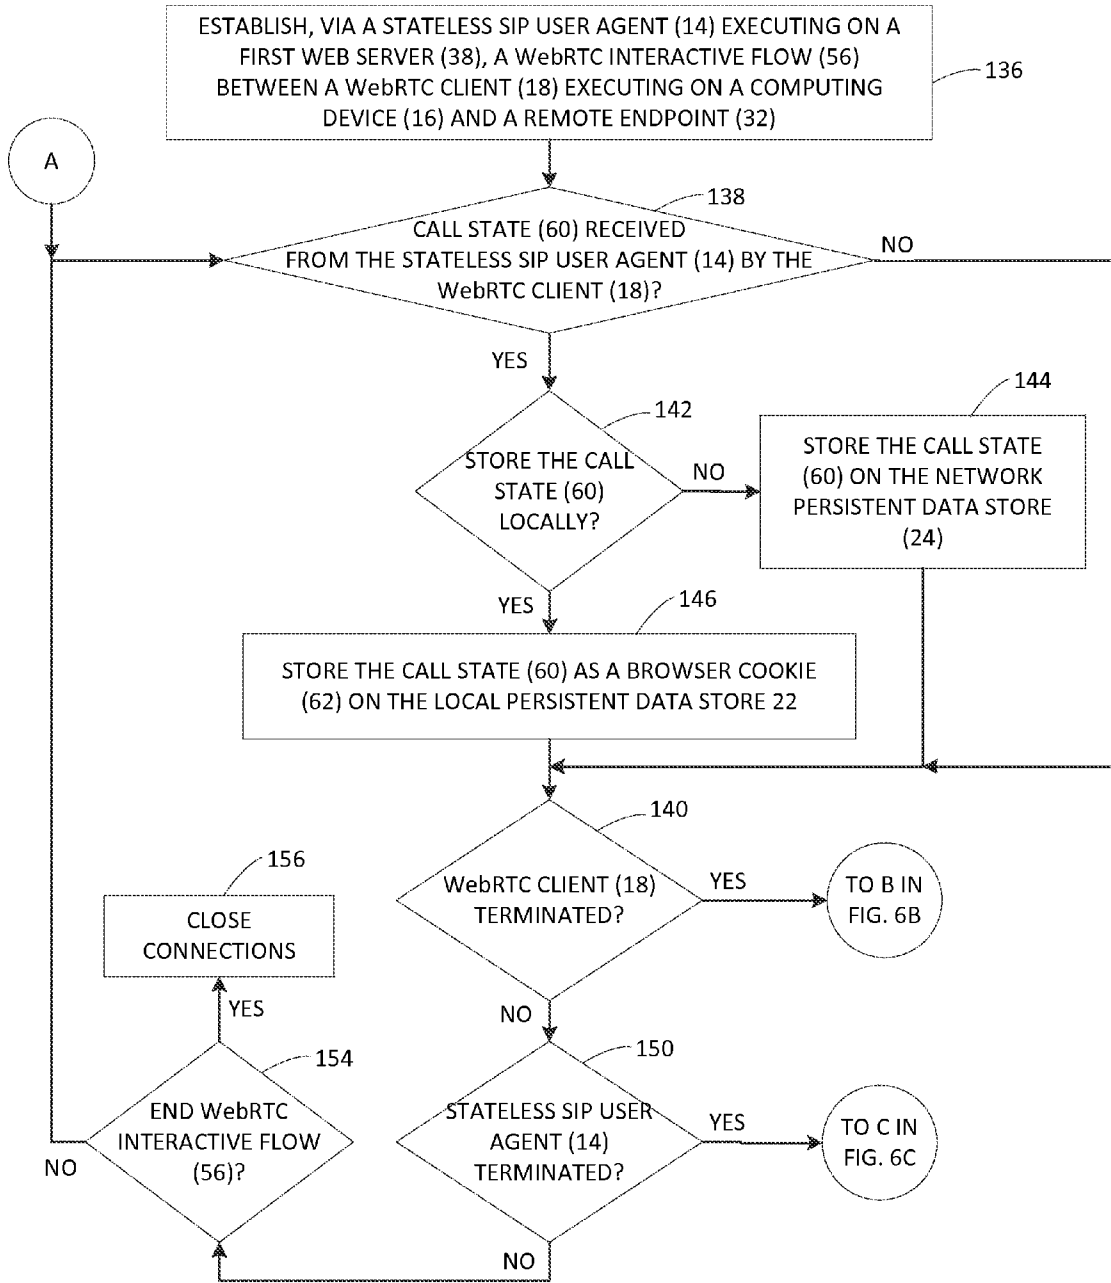 ESTABLISH, VIA A STATELESS SIP USER AGENT (14) EXECUTING ON A
FIRST WEB SERVER (38), A WebRTC INTERACTIVE FLOW (56)
BETWEEN A WebRTC CLIENT (18) EXECUTING ON A COMPUTING
DEVICE (16) AND A REMOTE ENDPOINT (32)
136
A
138
CALL STATE (60) RECEIVED
FROM THE STATELESS SIP USER AGENT (14) BY THE
WebRTC CLIENT (18)?
NO
YES
142
STORE THE CALL
STATE (60)
LOCALLY?
NO
144
STORE THE CALL STATE
(60) ON THE NETWORK
PERSISTENT DATA STORE
(24)
YES
146
STORE THE CALL STATE (60) AS A BROWSER COOKIE
(62) ON THE LOCAL PERSISTENT DATA STORE 22
140
WebRTC CLIENT (18)
TERMINATED?
YES
TO B IN
FIG. 6B
156
CLOSE
CONNECTIONS
YES
NO
150
STATELESS SIP USER
AGENT (14)
TERMINATED?
YES
TO C IN
FIG. 6C
154
END WebRTC
INTERACTIVE FLOW
(56)?
NO
NO